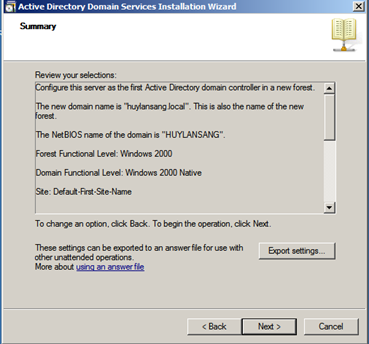 Active Directory Domain Services Installation Wizard
Summary
Review your selections:
Configure this server as the first Active Directory domain controller in a new forest.
The new domain name is "huylansang.local". This is also the name of the new
forest.
The NetBIOS name of the domain is "HUYLANSANG".
Forest Functional Level: Windows 2000
Domain Functional Level: Windows 2000 Native
Site: Default-First-Site-Name
To change an option, click Back. To begin the operation, click Next.
These settings can be exported to an answer file for use with
other unattended operations.
More about using an answer file
Export settings...
< Back
Next >
Cancel